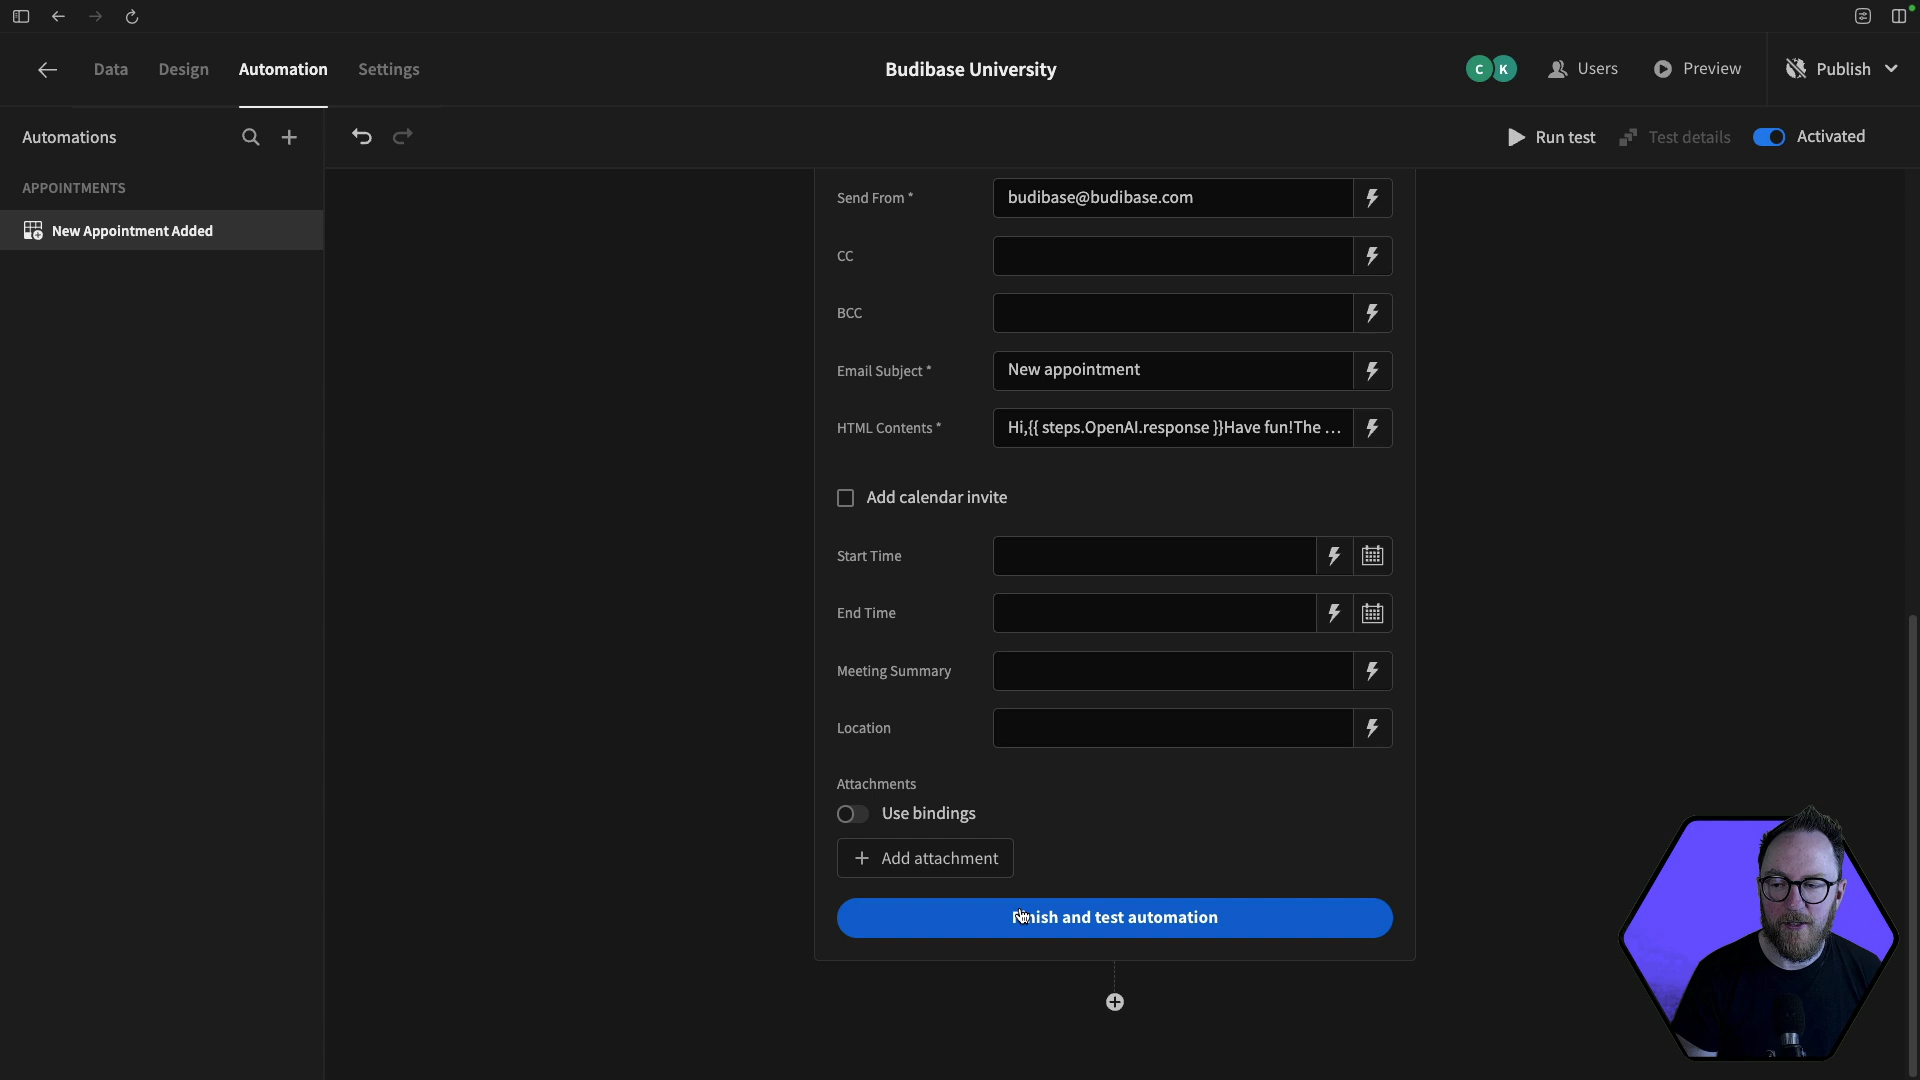 Data
Design
Automation
Settings
Budibase University
C
K
Users
Preview
Publish
Automations
Run test
Test details
Activated
APPOINTMENTS
New Appointment Added
Send From *
budibase@budibase.com
CC
BCC
Email Subject *
New appointment
HTML Contents *
Hi,{{ steps.OpenAI.response }}Have fun!The ...
Add calendar invite
Start Time
End Time
Meeting Summary
Location
Attachments
Use bindings
Add attachment
Finish and test automation